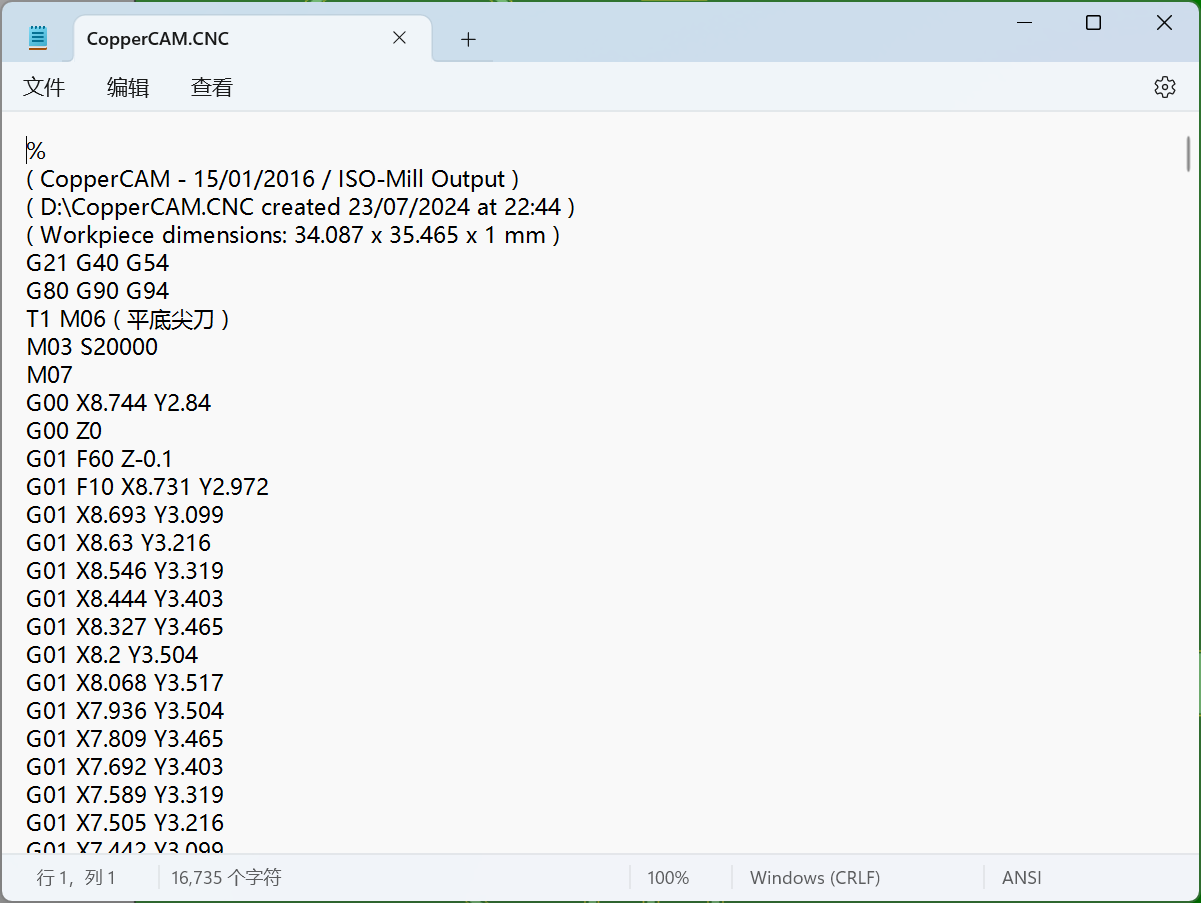 CopperCAM.CNC
文件 编辑 查看
%
( CopperCAM - 15/01/2016 / ISO-Mill Output )
( D:\CopperCAM.CNC created 23/07/2024 at 22:44 )
( Workpiece dimensions: 34.087 x 35.465 x 1 mm )
G21 G40 G54
G80 G90 G94
T1 M06 ( 平底尖刀 )
M03 S20000
M07
G00 X8.744 Y2.84
G00 Z0
G01 F60 Z-0.1
G01 F10 X8.731 Y2.972
G01 X8.693 Y3.099
G01 X8.63 Y3.216
G01 X8.546 Y3.319
G01 X8.444 Y3.403
G01 X8.327 Y3.465
G01 X8.2 Y3.504
G01 X8.068 Y3.517
G01 X7.936 Y3.504
G01 X7.809 Y3.465
G01 X7.692 Y3.403
G01 X7.589 Y3.319
G01 X7.505 Y3.216
G01 X7.442 Y3.099
行 1，列 1 16,735 个字符 100% Windows (CRLF) ANSI